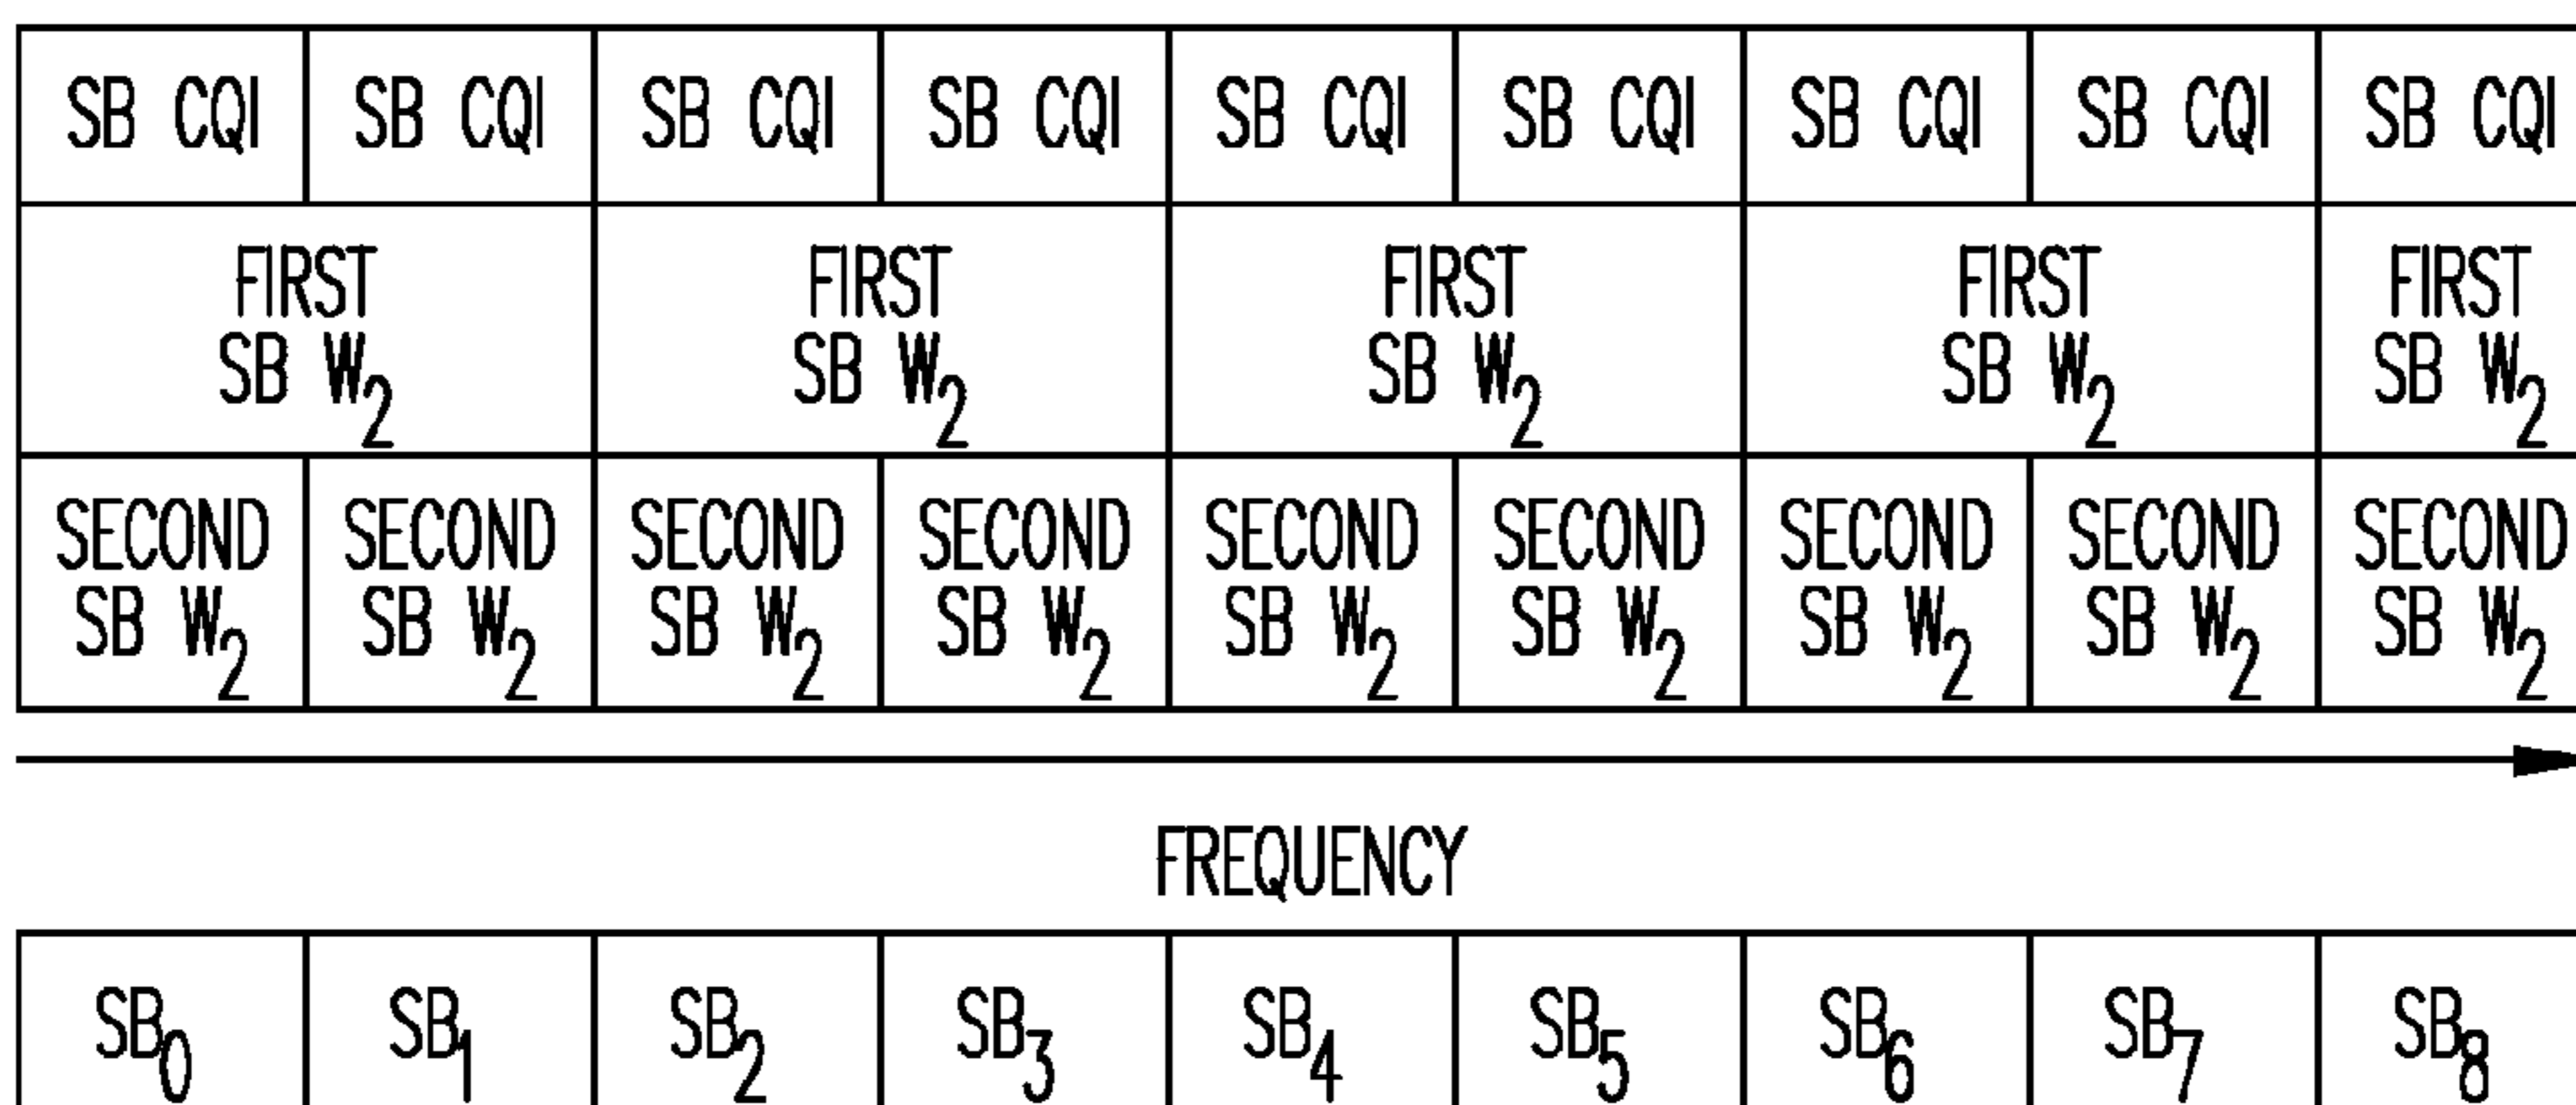 SB CQI SB CQI SB CQI SB CQI SB CQI SB CQI SB CQI SB CQI SB CQI
FIRST FIRST FIRST FIRST FIRST
SB W2 SB W2 SB W2 SB W2 SB W2
SECOND SECOND SECOND SECOND SECOND SECOND SECOND SECOND SECOND
SB W2 SB W2 SB W2 SB W2 SB W2 SB W2 SB W2 SB W2 SB W2
FREQUENCY
SB0 SB1 SB2 SB3 SB4 SB5 SB6 SB7 SB8